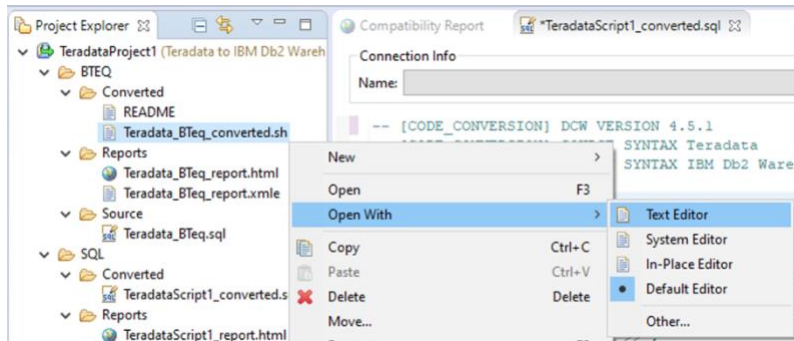 Project Explorer
Compatibility Report
*TeradataScript1_converted.sql
TeradataProject1 (Teradata to IBM Db2 Wareh
BTEQ
Converted
README
Teradata_BTeq_converted.sh
Reports
Teradata_BTeq_report.html
Teradata_BTeq_report.xmle
Source
Teradata_BTeq.sql
SQL
Converted
TeradataScript1_converted.s
Reports
TeradataScript1_report.html
Connection Info
Name:
-- [CODE_CONVERSION] DCW VERSION 4.5.1
SYNTAX Teradata
SYNTAX IBM Db2 Ware
New
Open F3
Open With
Copy Ctrl+C
Paste Ctrl+V
Delete Delete
Move...
Text Editor
System Editor
In-Place Editor
Default Editor
Other...